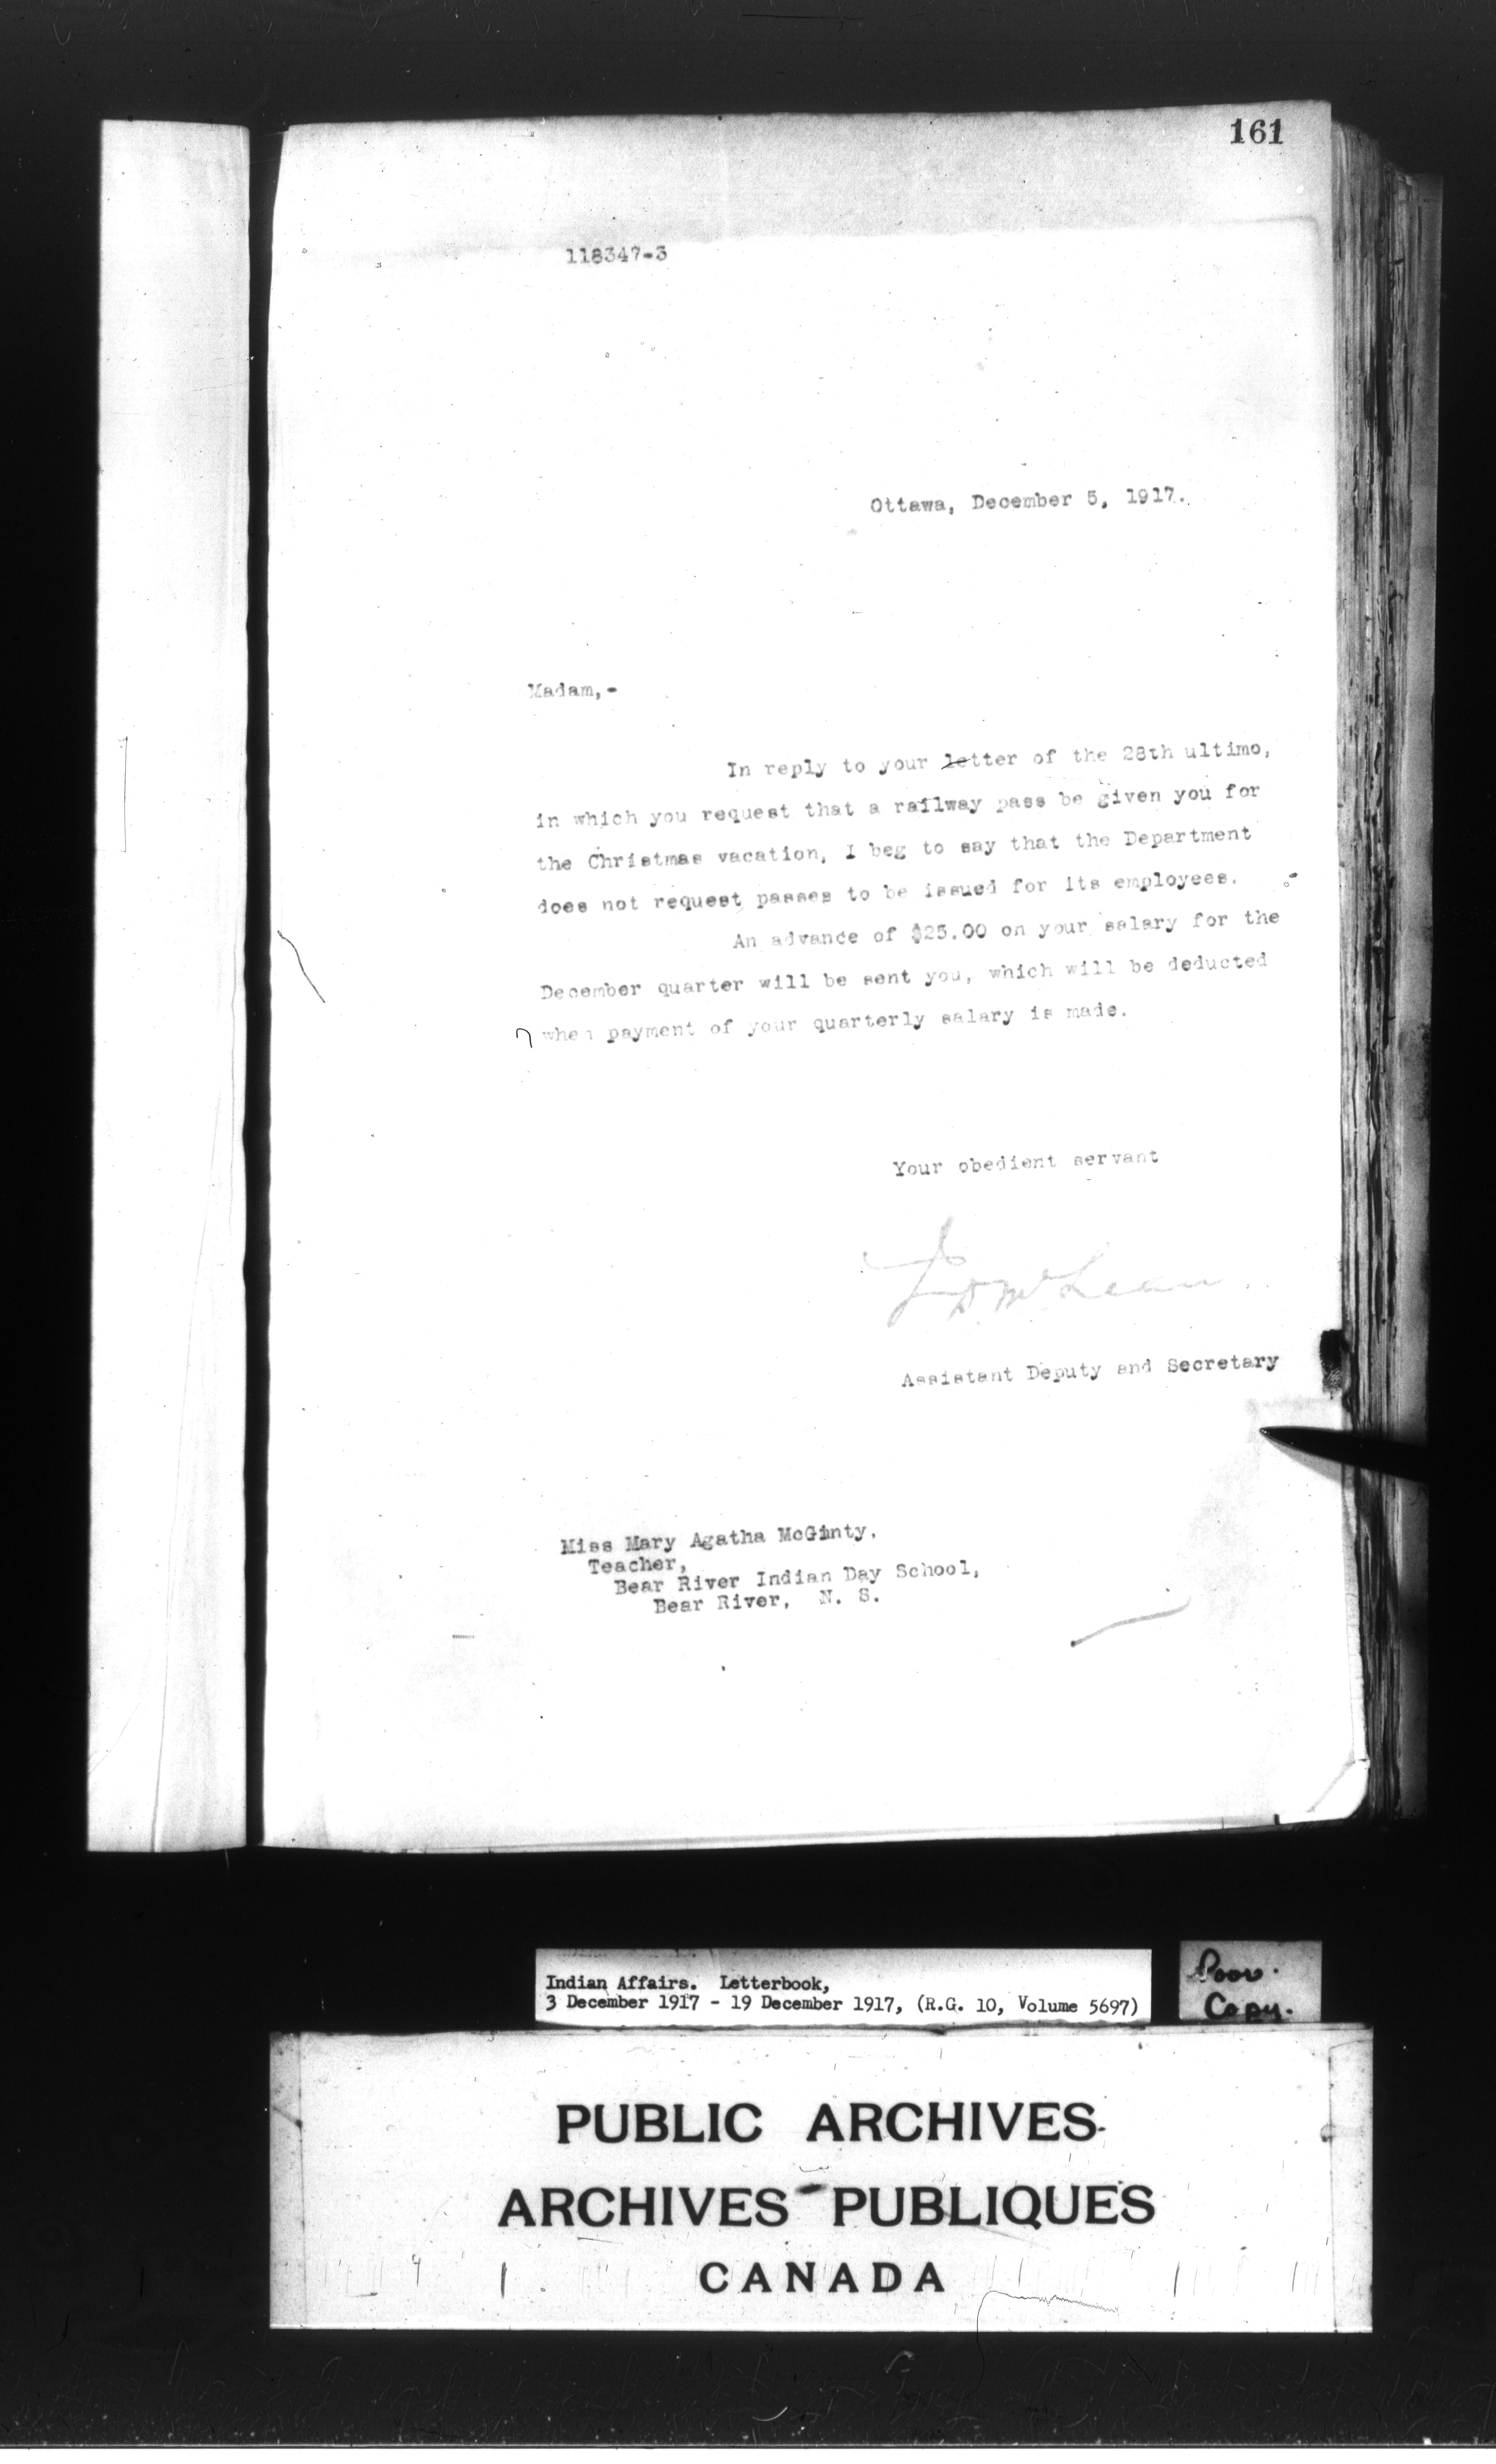 161
118347-3
Ottawa, December 5, 1917.
Madam,-
In reply to your letter of the 28th ultimo,
in which you request that a railway pass be given you for
the Christmas vacation, I beg to say that the Department
does not request passes to be issued for its employees.
An advance of $25.00 on your salary for the
December quarter will be sent you, which will be deducted
when payment of your quarterly salary is made.
Your obedient servant
J D McLean
Assistant Deputy and Secretary
Miss Mary Agatha McGinty,
Teacher,
Bear River Indian Day School,
Bear River, N. S.
Indian Affairs. Letterbook,
3 December 1917 - 19 December 1917, (R.G. 10, Volume 5697)
Poor
Copy.
PUBLIC ARCHIVES
ARCHIVES PUBLIQUES
CANADA